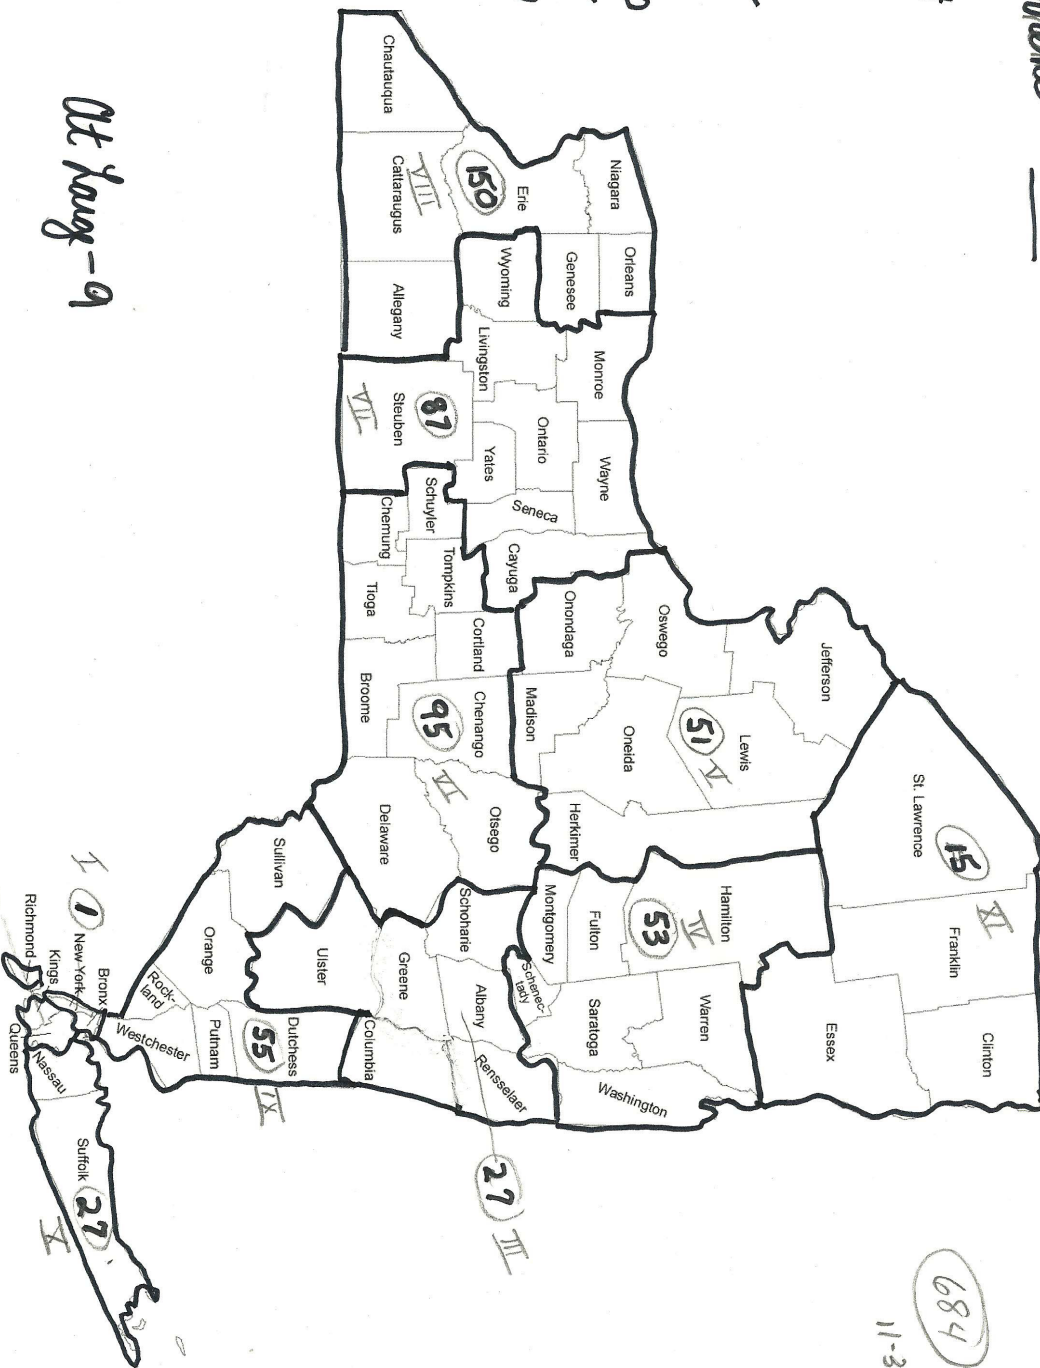 Chautauqua
Cattaraugus
VIII
150
Erie
Niagara
Orleans
Genesee
Wyoming
Allegany
Livingston
Monroe
87
Steuben
VII
Ontario
Wayne
Yates
Seneca
Schuyler
Chemung
Cayuga
Tompkins
Tioga
Onondaga
Oswego
Jefferson
Cortland
Broome
Chenango
95
VI
Madison
Oneida
Lewis
51
V
Herkimer
Otsego
Delaware
St. Lawrence
15
XI
Franklin
Clinton
Essex
Hamilton
IV
53
Fulton
Montgomery
Schenec-
tady
Saratoga
Warren
Washington
Schoharie
Albany
Rensselaer
27
III
Greene
Columbia
Ulster
Sullivan
Orange
Dutchess
55
IX
Putnam
Rock-
land
Westchester
I
1
New York
Bronx
Kings
Richmond
Queens
Nassau
Suffolk
27
X
At Large - 9
684
11-3